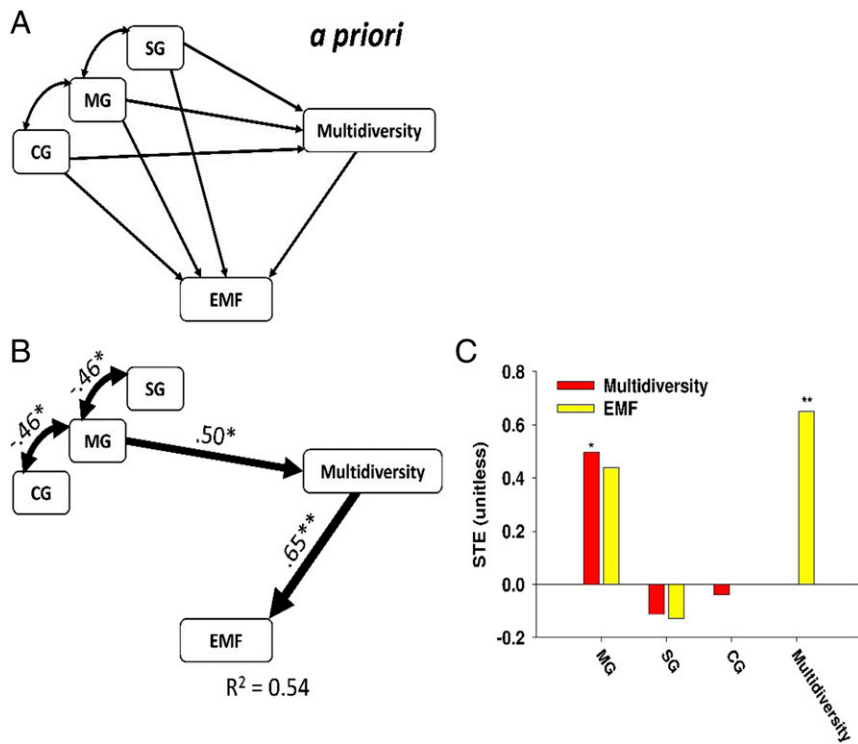 A
a priori
SG
MG
CG
Multidiversity
EMF
B
-.46*
-.46*
SG
MG
CG
.50*
Multidiversity
.65**
EMF
R² = 0.54
C
STE (unitless)
0.8
0.6
0.4
0.2
0.0
-0.2
Multidiversity
EMF
*
**
MG
SG
CG
Multidiversity